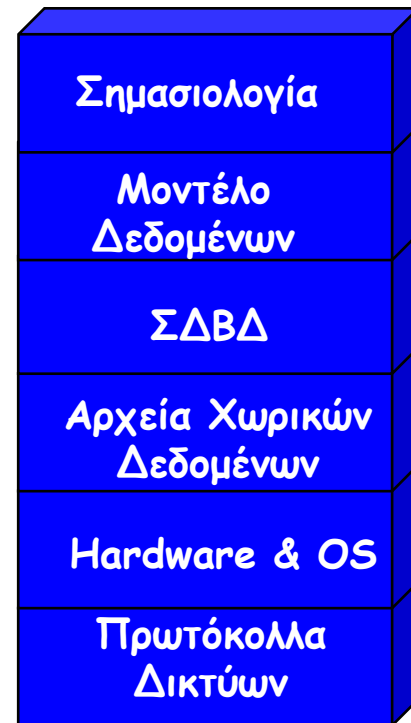 Σημασιολογία
Μοντέλο
Δεδομένων
ΣΔΒΔ
Αρχεία Χωρικών
Δεδομένων
Hardware & OS
Πρωτόκολλα
Δικτύων